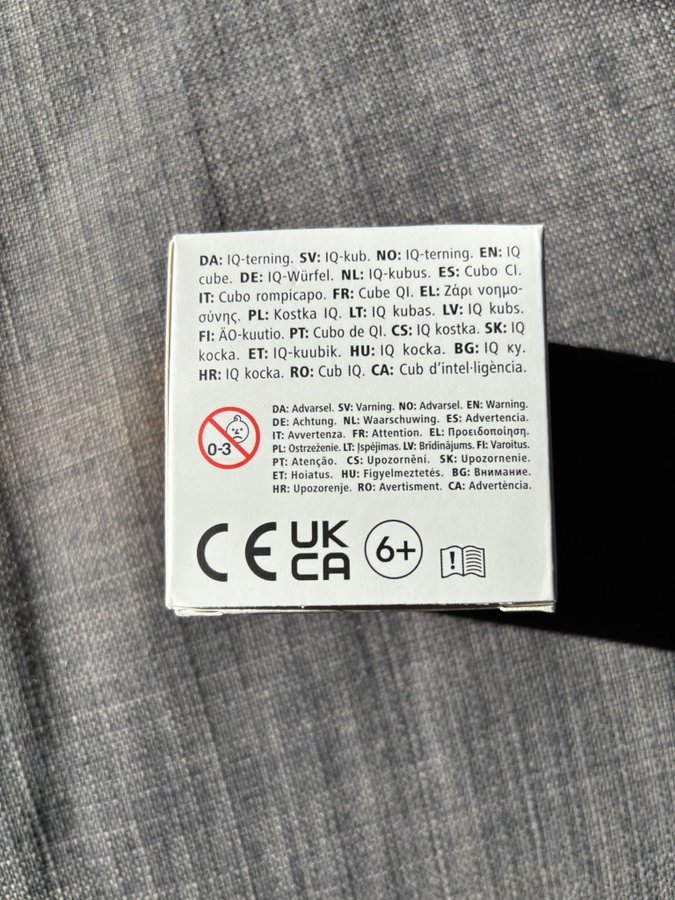 DA: IQ-terning. SV: IQ-kub. NO: IQ-terning. EN: IQ
cube. DE: IQ-Würfel. NL: IQ-kubus. ES: Cubo CI.
IT: Cubo rompicapo. FR: Cube QI. EL: Ζάρι νοημο-
σύνης. PL: Kostka IQ. LT: IQ kubas. LV: IQ kubs.
FI: ÄO-kuutio. PT: Cubo de QI. CS: IQ kostka. SK: IQ
kocka. ET: IQ-kuubik. HU: IQ kocka. BG: IQ ку.
HR: IQ kocka. RO: Cub IQ. CA: Cub d'intel·ligència.
0-3
DA: Advarsel. SV: Varning. NO: Advarsel. EN: Warning.
DE: Achtung. NL: Waarschuwing. ES: Advertencia.
IT: Avvertenza. FR: Attention. EL: Προειδοποίηση.
PL: Ostrzeżenie. LT: Įspėjimas. LV: Brīdinājums. FI: Varoitus.
PT: Atenção. CS: Upozornění. SK: Upozornenie.
ET: Hoiatus. HU: Figyelmeztetés. BG: Внимание.
HR: Upozorenje. RO: Avertisment. CA: Advertència.
CE UK CA 6+ !